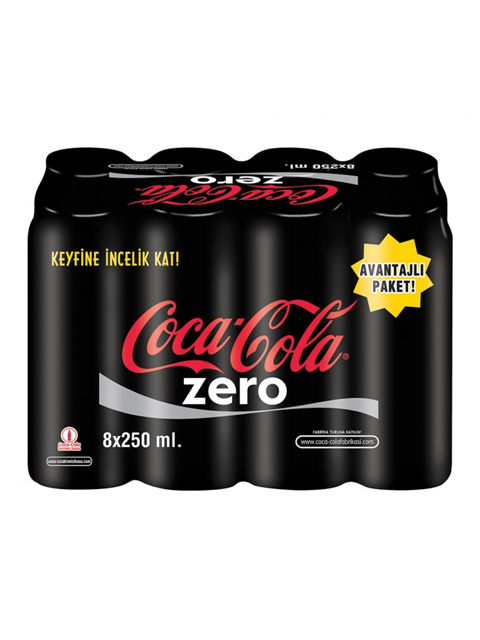 8x250 ml.
zero
Coca-Cola
KEYFİNE İNCELİK KAT!
AVANTAJLI
PAKET!
Coca-Cola®
zero
8x250 ml.
FABRİKA TURUNA KATILIN!
www.coca-colafabrikasi.com